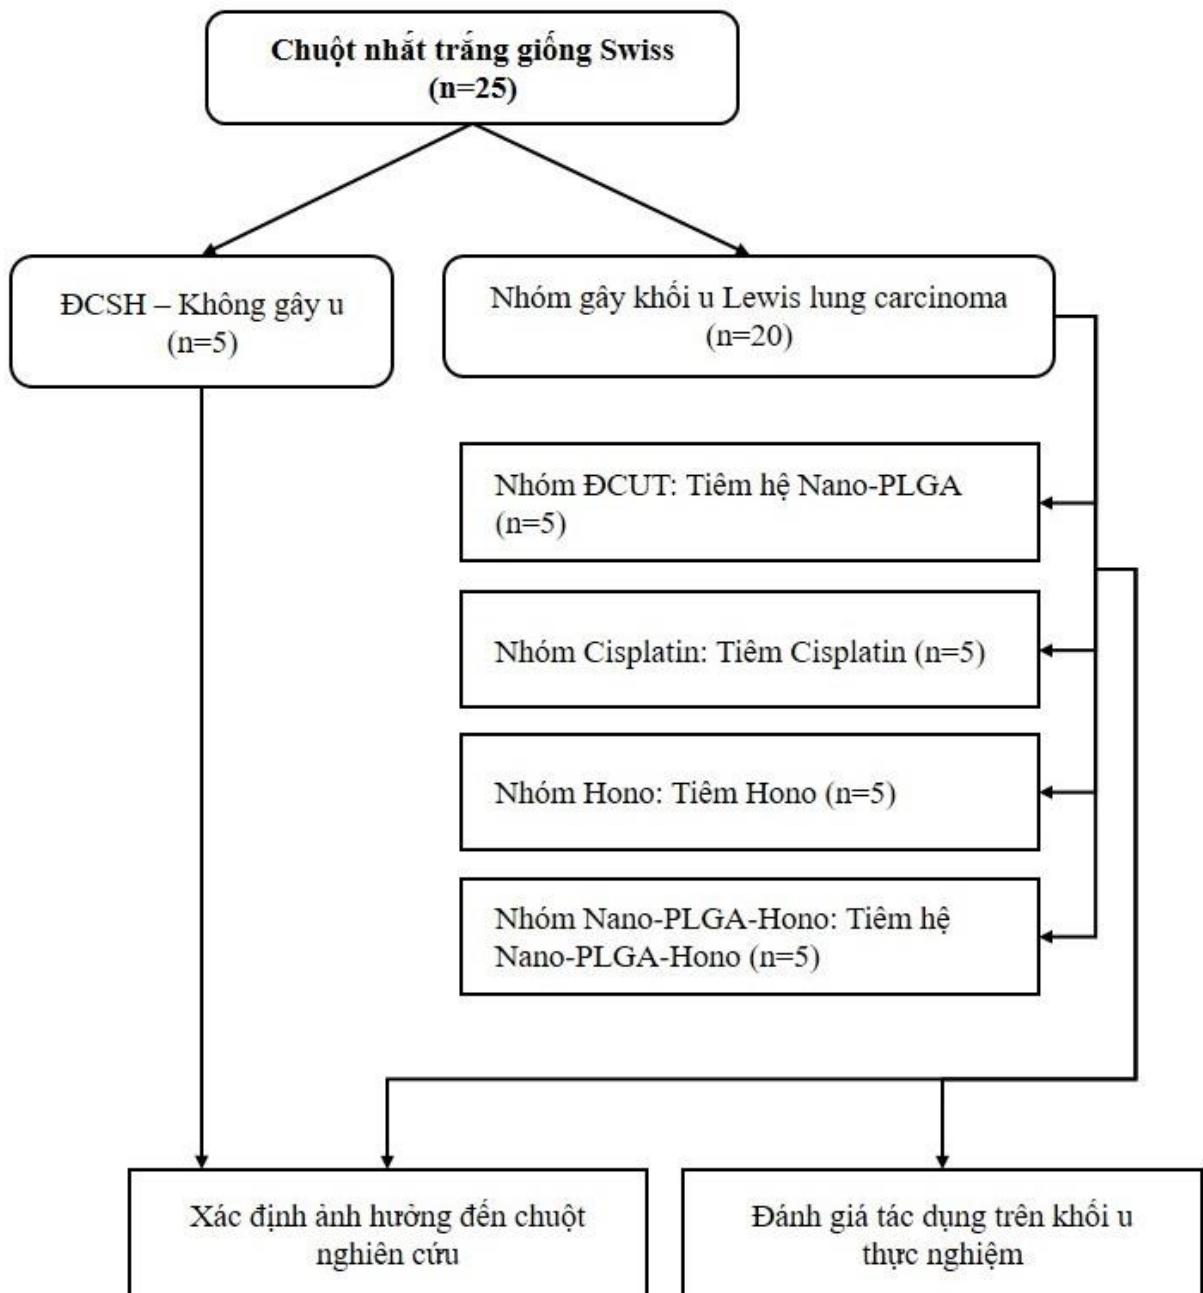 Chuột nhắt trắng giống Swiss
(n=25)
ĐCSH – Không gây u
(n=5)
Nhóm gây khối u Lewis lung carcinoma
(n=20)
Nhóm ĐCUT: Tiêm hệ Nano-PLGA
(n=5)
Nhóm Cisplatin: Tiêm Cisplatin (n=5)
Nhóm Hono: Tiêm Hono (n=5)
Nhóm Nano-PLGA-Hono: Tiêm hệ
Nano-PLGA-Hono (n=5)
Xác định ảnh hưởng đến chuột
nghiên cứu
Đánh giá tác dụng trên khối u
thực nghiệm